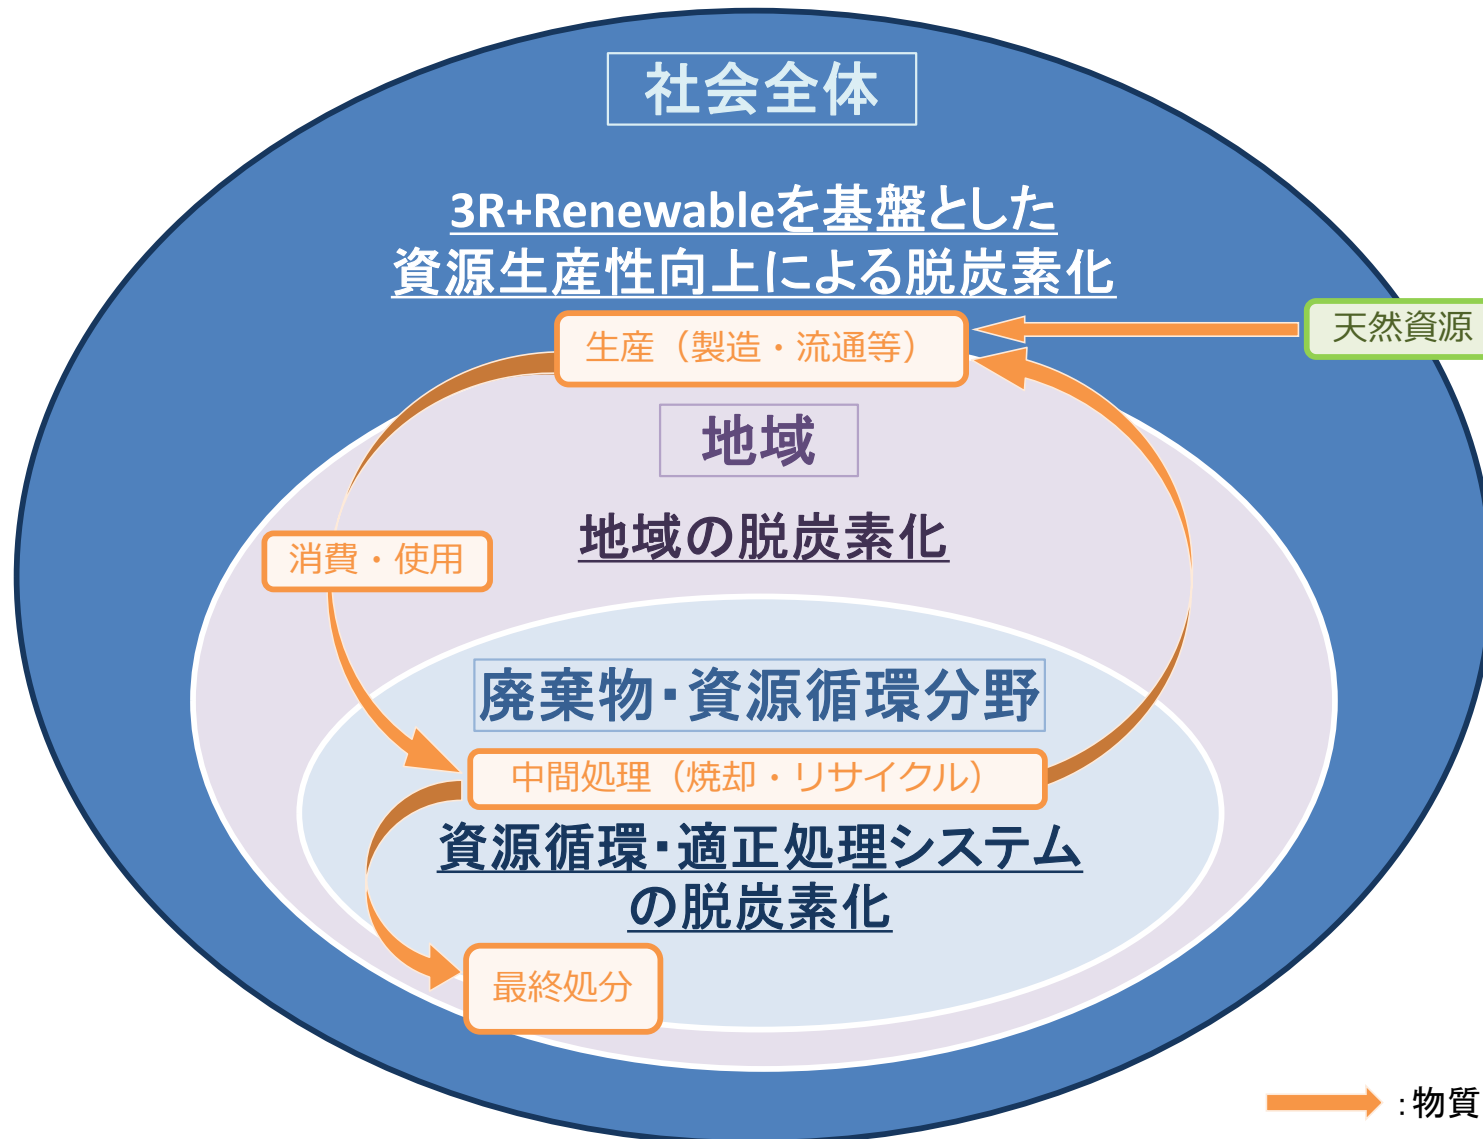 社会全体
3R+Renewableを基盤とした
資源生産性向上による脱炭素化
生産（製造・流通等）
天然資源
地域
地域の脱炭素化
消費・使用
廃棄物・資源循環分野
中間処理（焼却・リサイクル）
資源循環・適正処理システム
の脱炭素化
最終処分
:物質